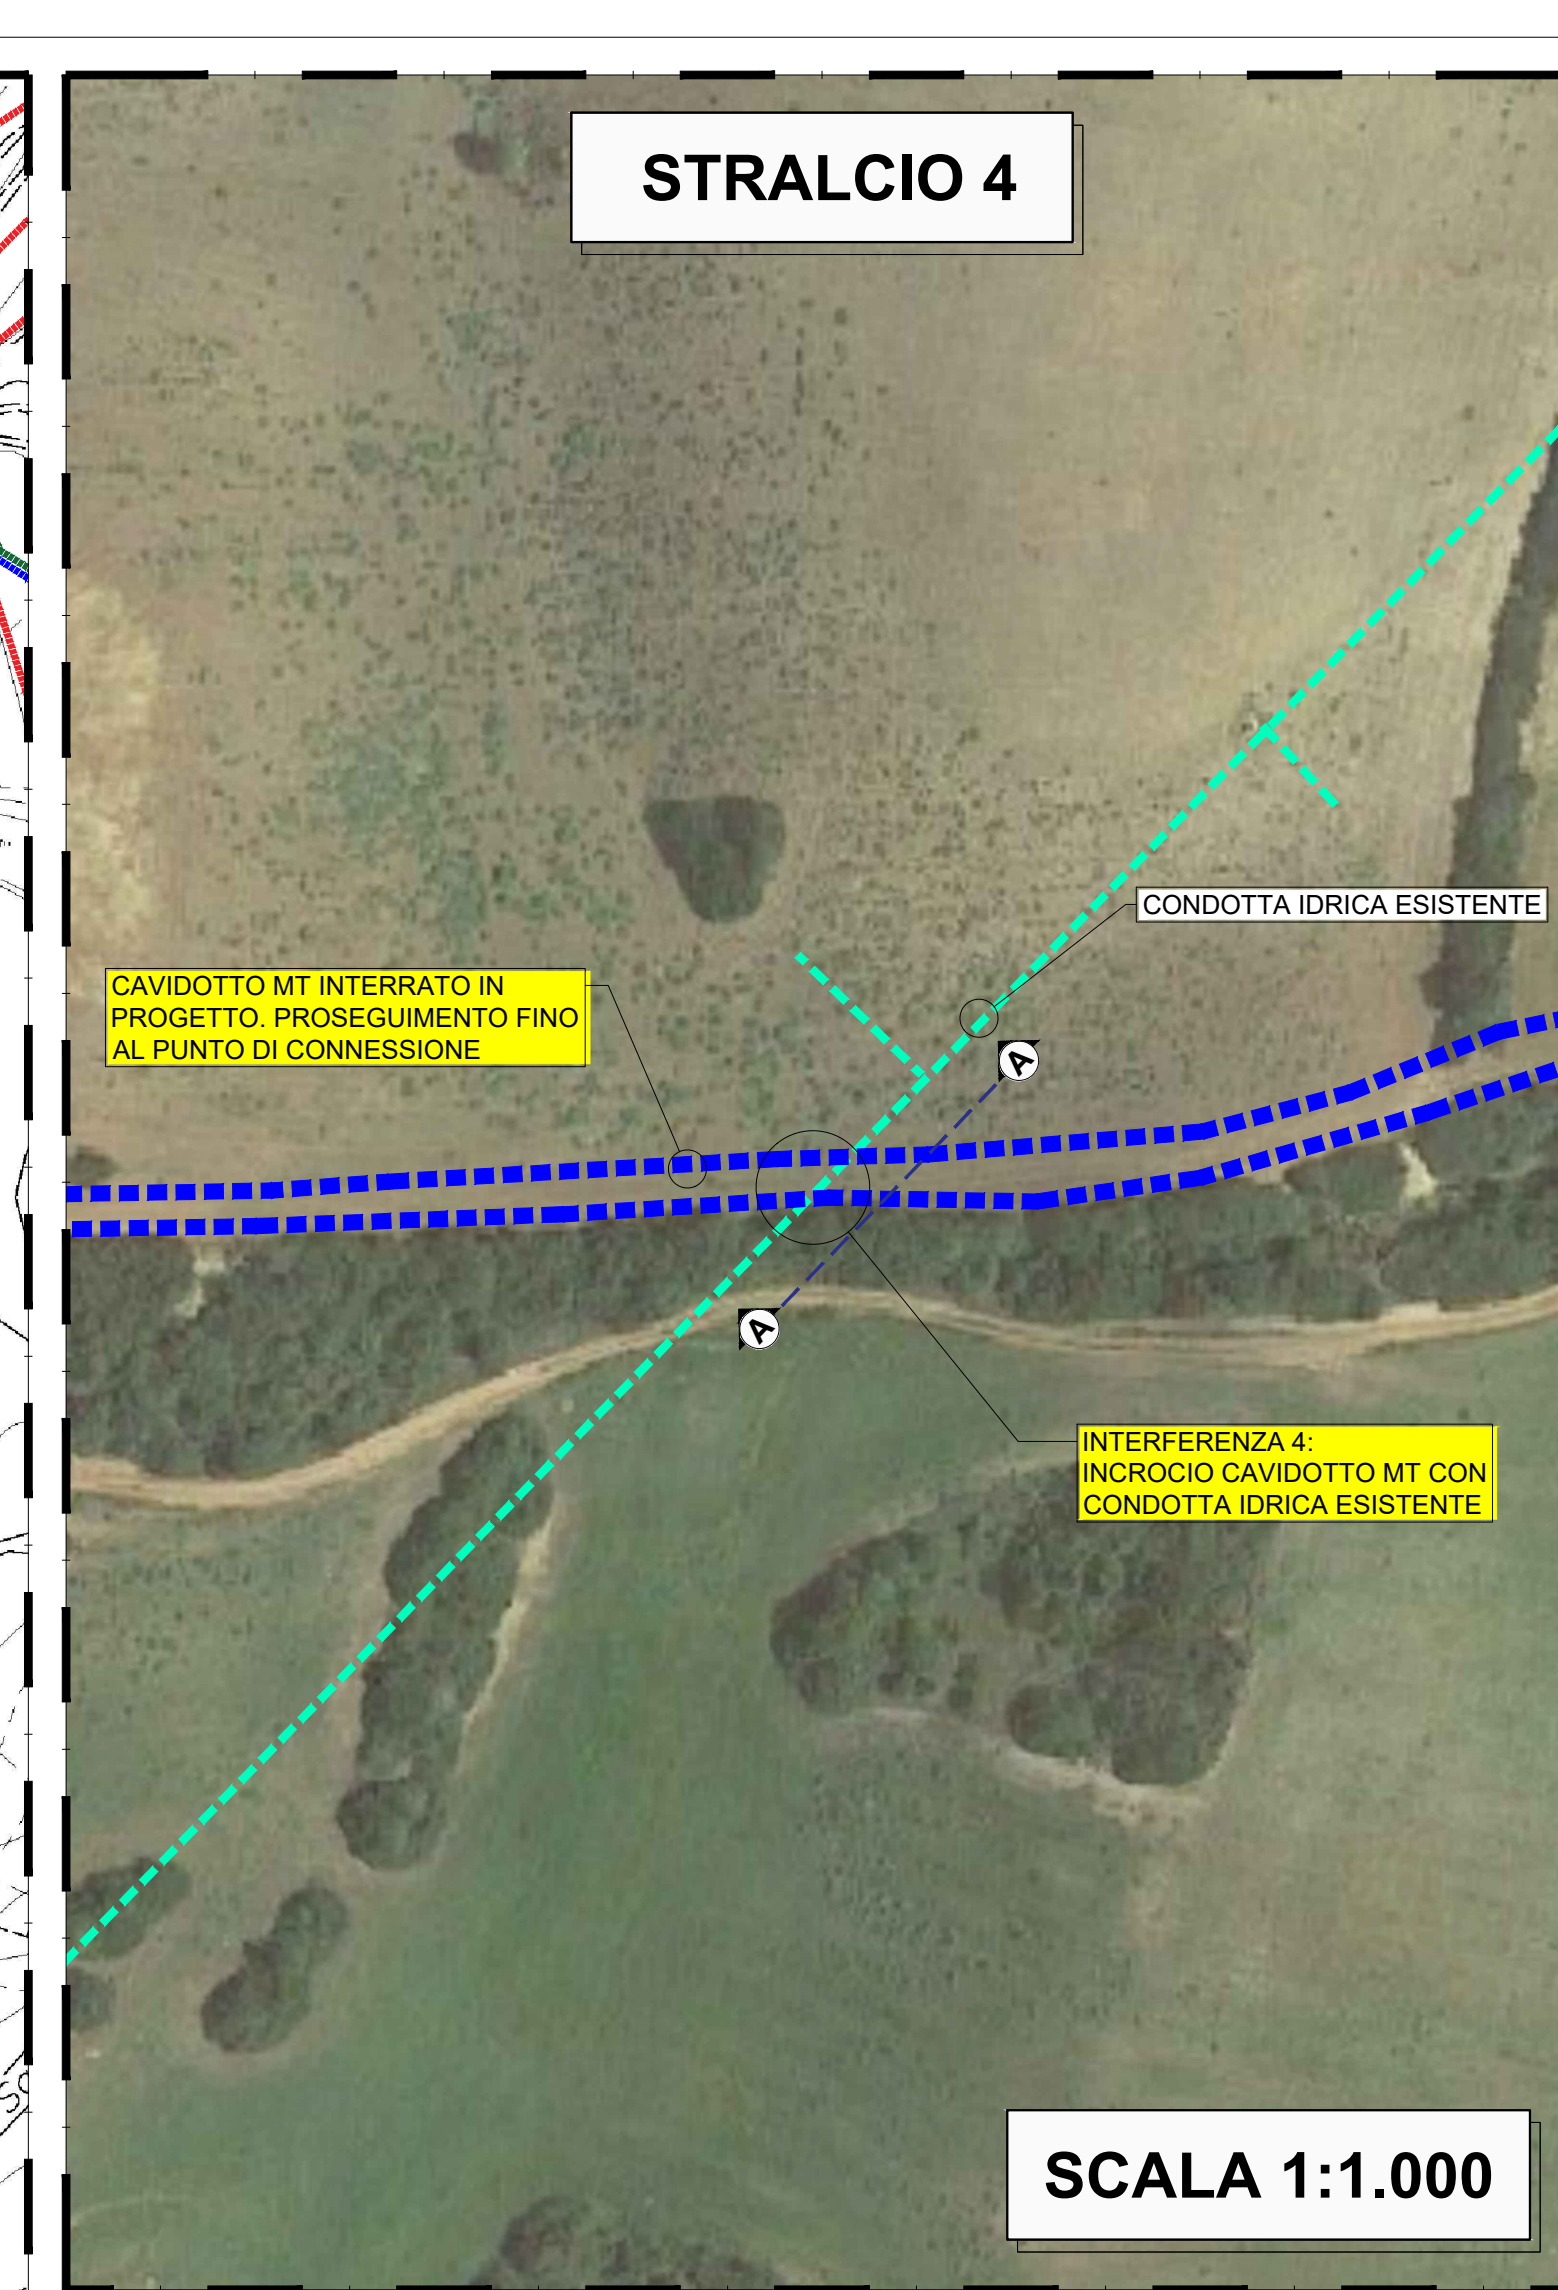 STRALCIO 4
CONDOTTA IDRICA ESISTENTE
CAVIDOTTO MT INTERRATO IN
PROGETTO. PROSEGUIMENTO FINO
AL PUNTO DI CONNESSIONE
A
A
INTERFERENZA 4:
INCROCIO CAVIDOTTO MT CON
CONDOTTA IDRICA ESISTENTE
SCALA 1:1.000